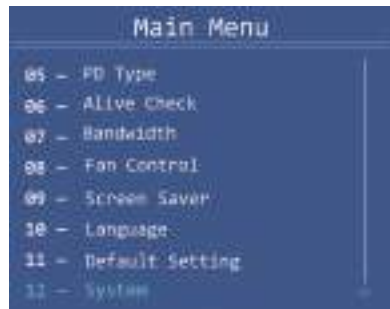 Main Menu
05 - PD Type
06 - Alive Check
07 - Bandwidth
08 - Fan Control
09 - Screen Saver
10 - Language
11 - Default Setting
12 - System